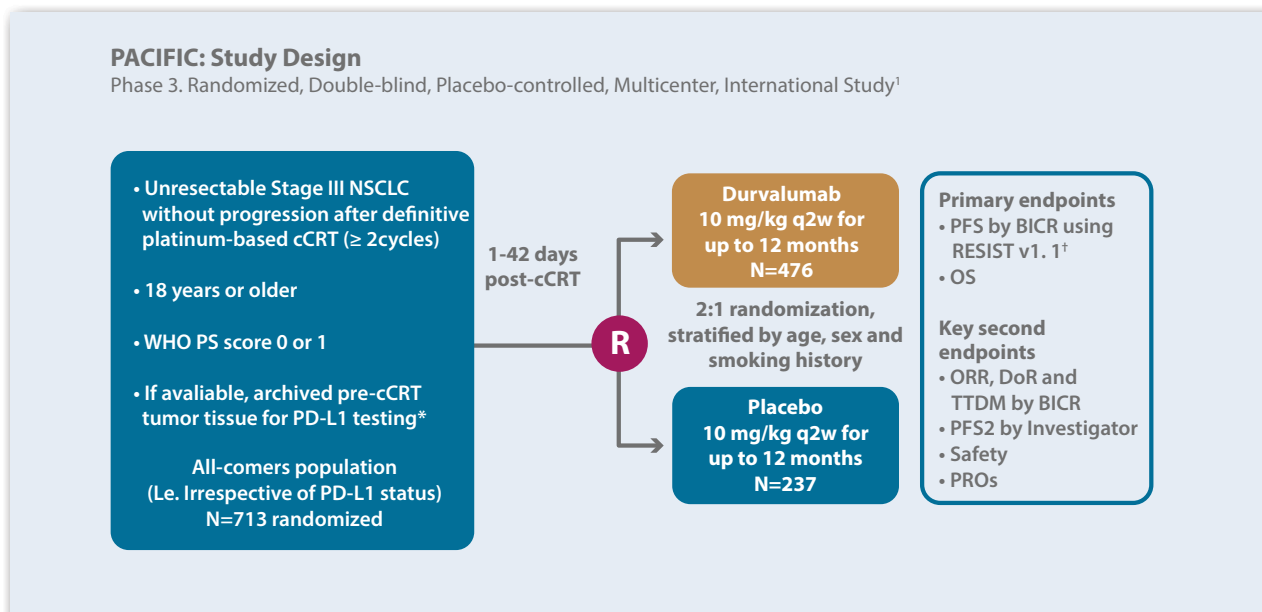 PACIFIC: Study Design
Phase 3. Randomized, Double-blind, Placebo-controlled, Multicenter, International Study¹
• Unresectable Stage III NSCLC
without progression after definitive
platinum-based cCRT (≥ 2cycles)
• 18 years or older
• WHO PS score 0 or 1
• If avaliable, archived pre-cCRT
tumor tissue for PD-L1 testing*
All-comers population
(Le. Irrespective of PD-L1 status)
N=713 randomized
1-42 days
post-cCRT
R
Durvalumab
10 mg/kg q2w for
up to 12 months
N=476
2:1 randomization,
stratified by age, sex and
smoking history
Placebo
10 mg/kg q2w for
up to 12 months
N=237
Primary endpoints
• PFS by BICR using
RESIST v1. 1†
• OS
Key second
endpoints
• ORR, DoR and
TTDM by BICR
• PFS2 by Investigator
• Safety
• PROs